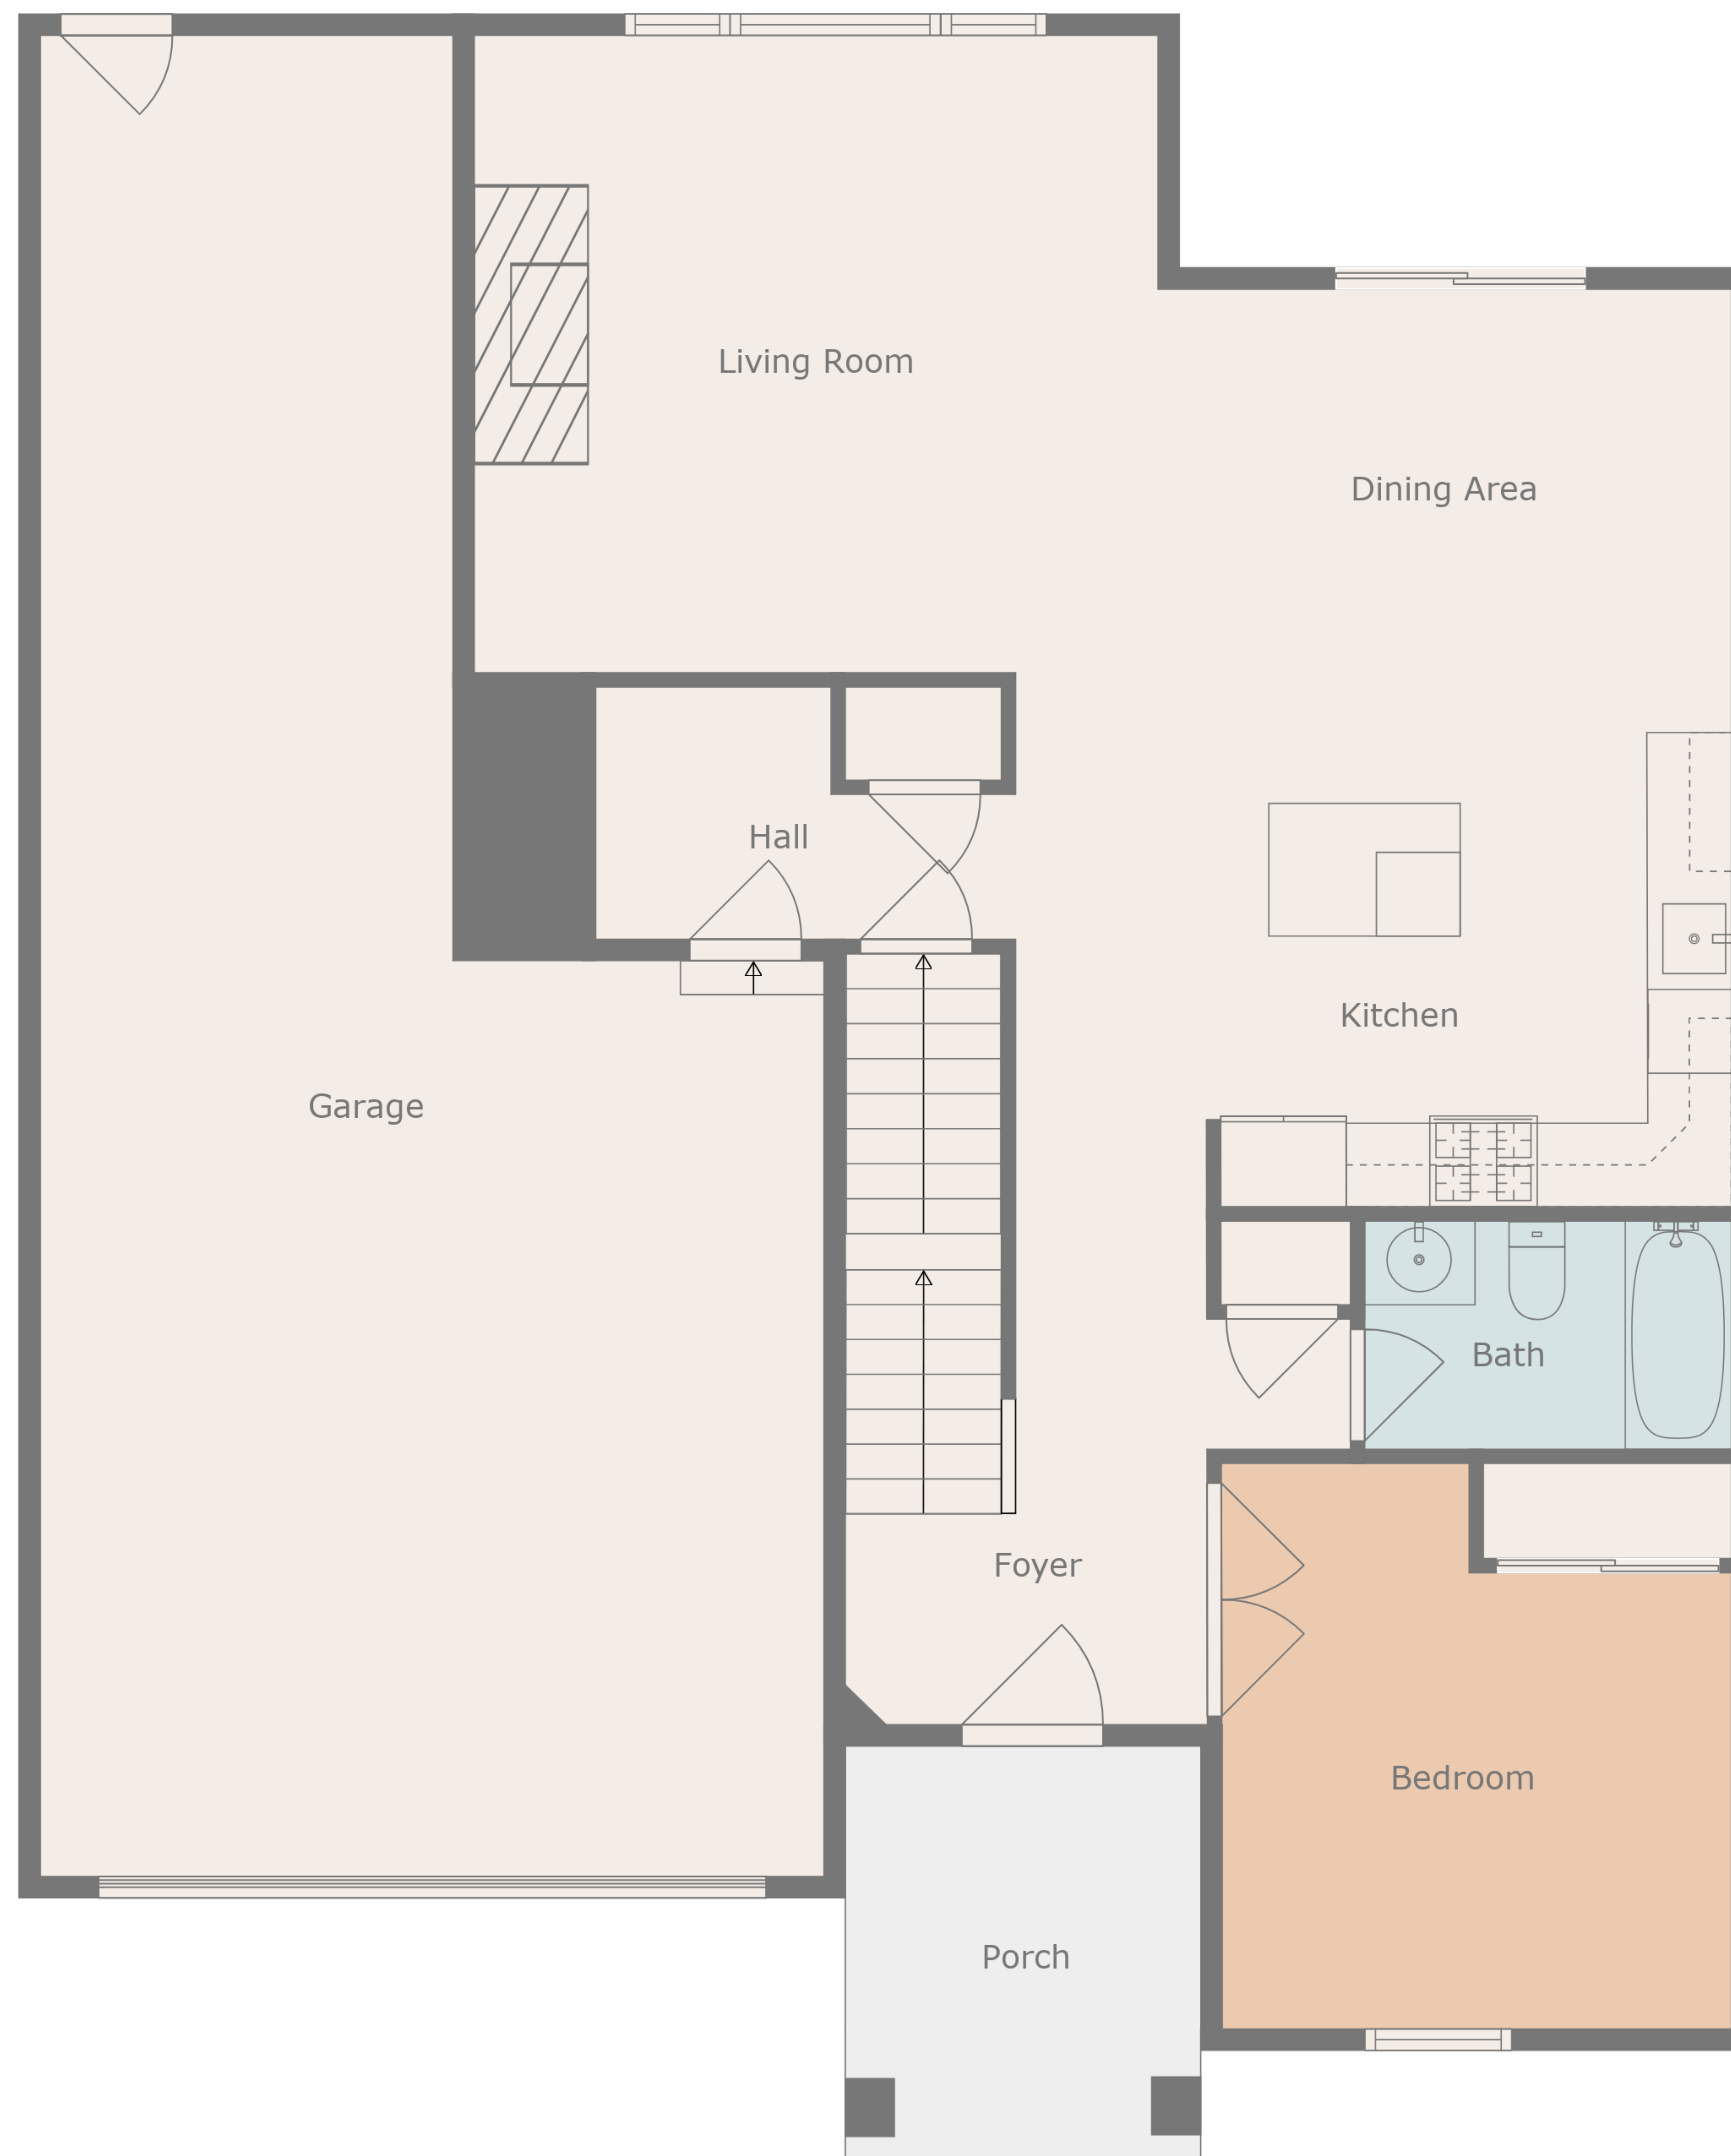 Living Room
Dining Area
Hall
Kitchen
Garage
Bath
Foyer
Bedroom
Porch